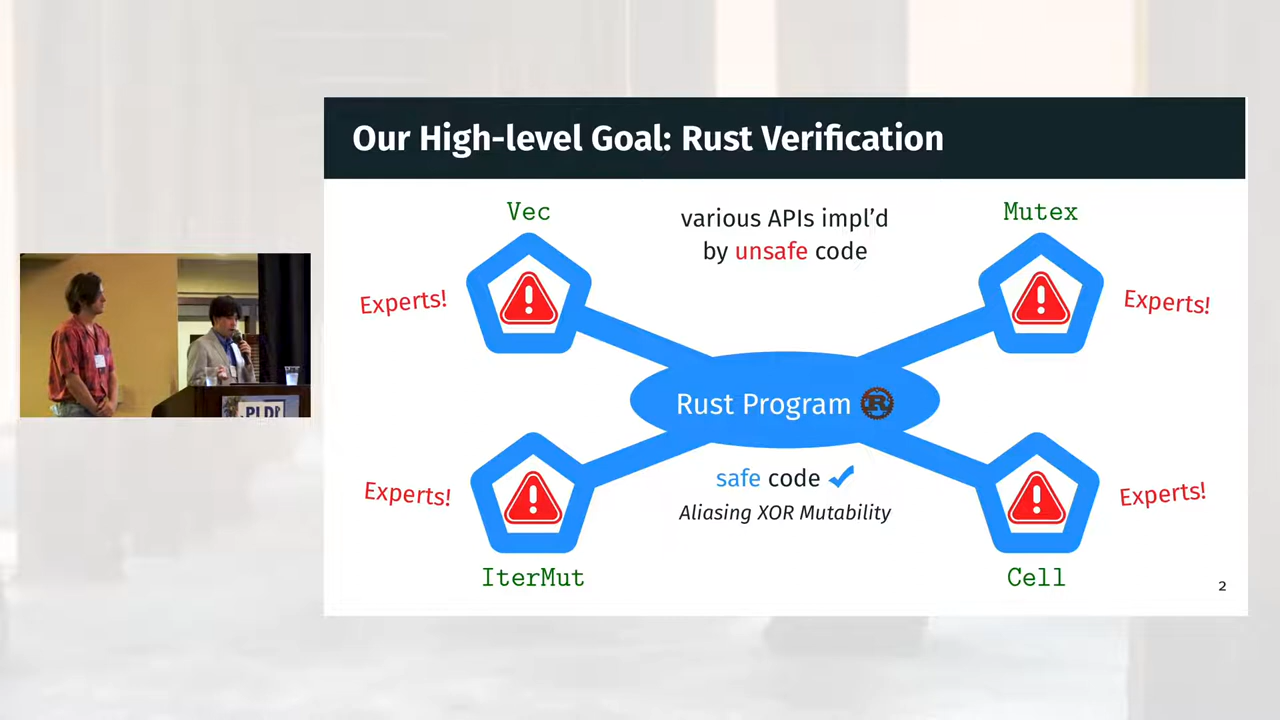 Our High-level Goal: Rust Verification
Vec
various APIs impl'd
by unsafe code
Mutex
Experts!
Experts!
Rust Program
R
safe code
Aliasing XOR Mutability
Experts!
Experts!
IterMut
Cell
2
PLDI